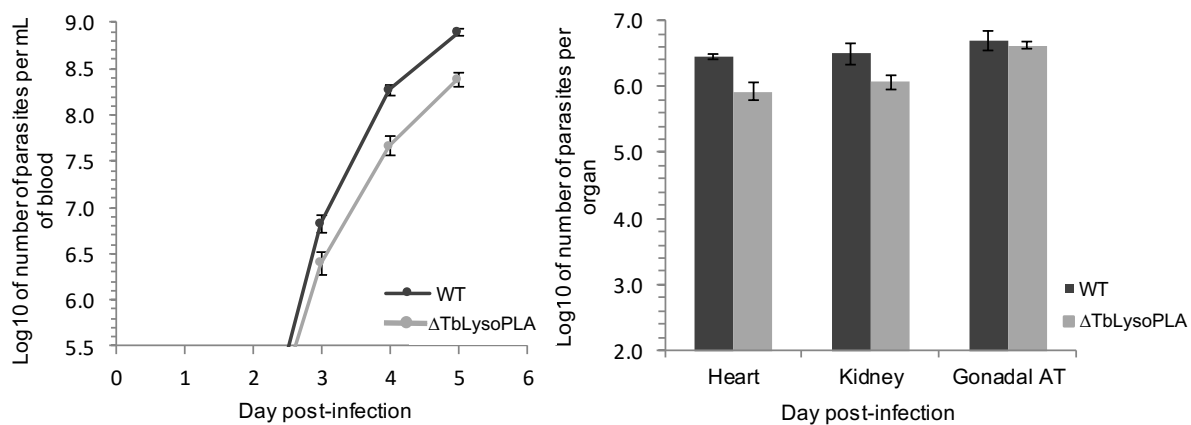 Log10 of number of parasites per mL
of blood
9.0
8.5
8.0
7.5
7.0
6.5
6.0
5.5
0 1 2 3 4 5 6
Day post-infection
WT
ΔTbLysoPLA
Log10 of number of parasites per
organ
7.0
6.0
5.0
4.0
3.0
2.0
Heart Kidney Gonadal AT
Day post-infection
WT
ΔTbLysoPLA